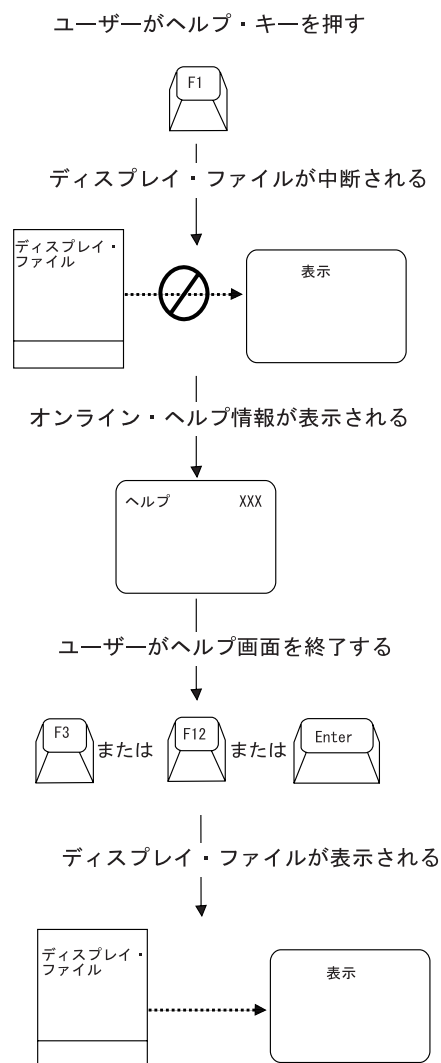 ユーザーがヘルプ・キーを押す
F1
ディスプレイ・ファイルが中断される
ディスプレイ・
ファイル
表示
オンライン・ヘルプ情報が表示される
ヘルプ XXX
ユーザーがヘルプ画面を終了する
F3 または F12 または Enter
ディスプレイ・ファイルが表示される
ディスプレイ・
ファイル
表示